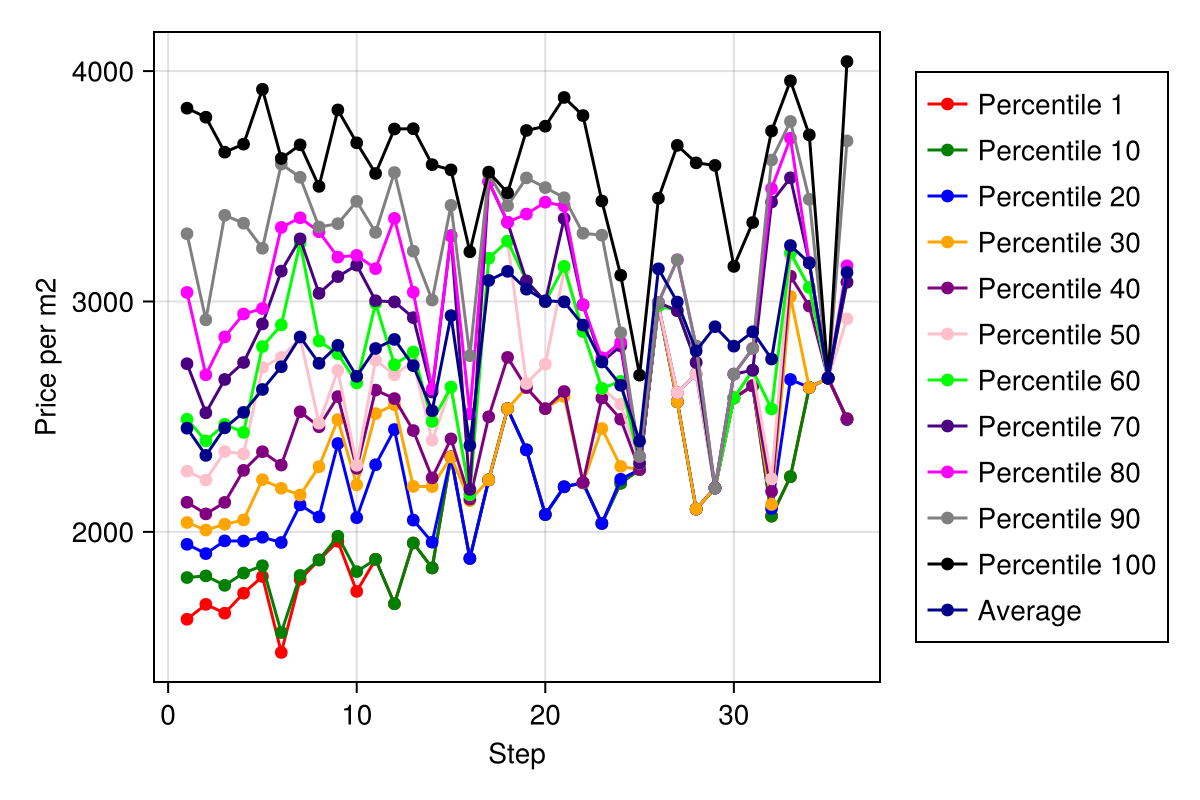 4000
3000
2000
Price per m2
0 10 20 30
Step
Percentile 1
Percentile 10
Percentile 20
Percentile 30
Percentile 40
Percentile 50
Percentile 60
Percentile 70
Percentile 80
Percentile 90
Percentile 100
Average